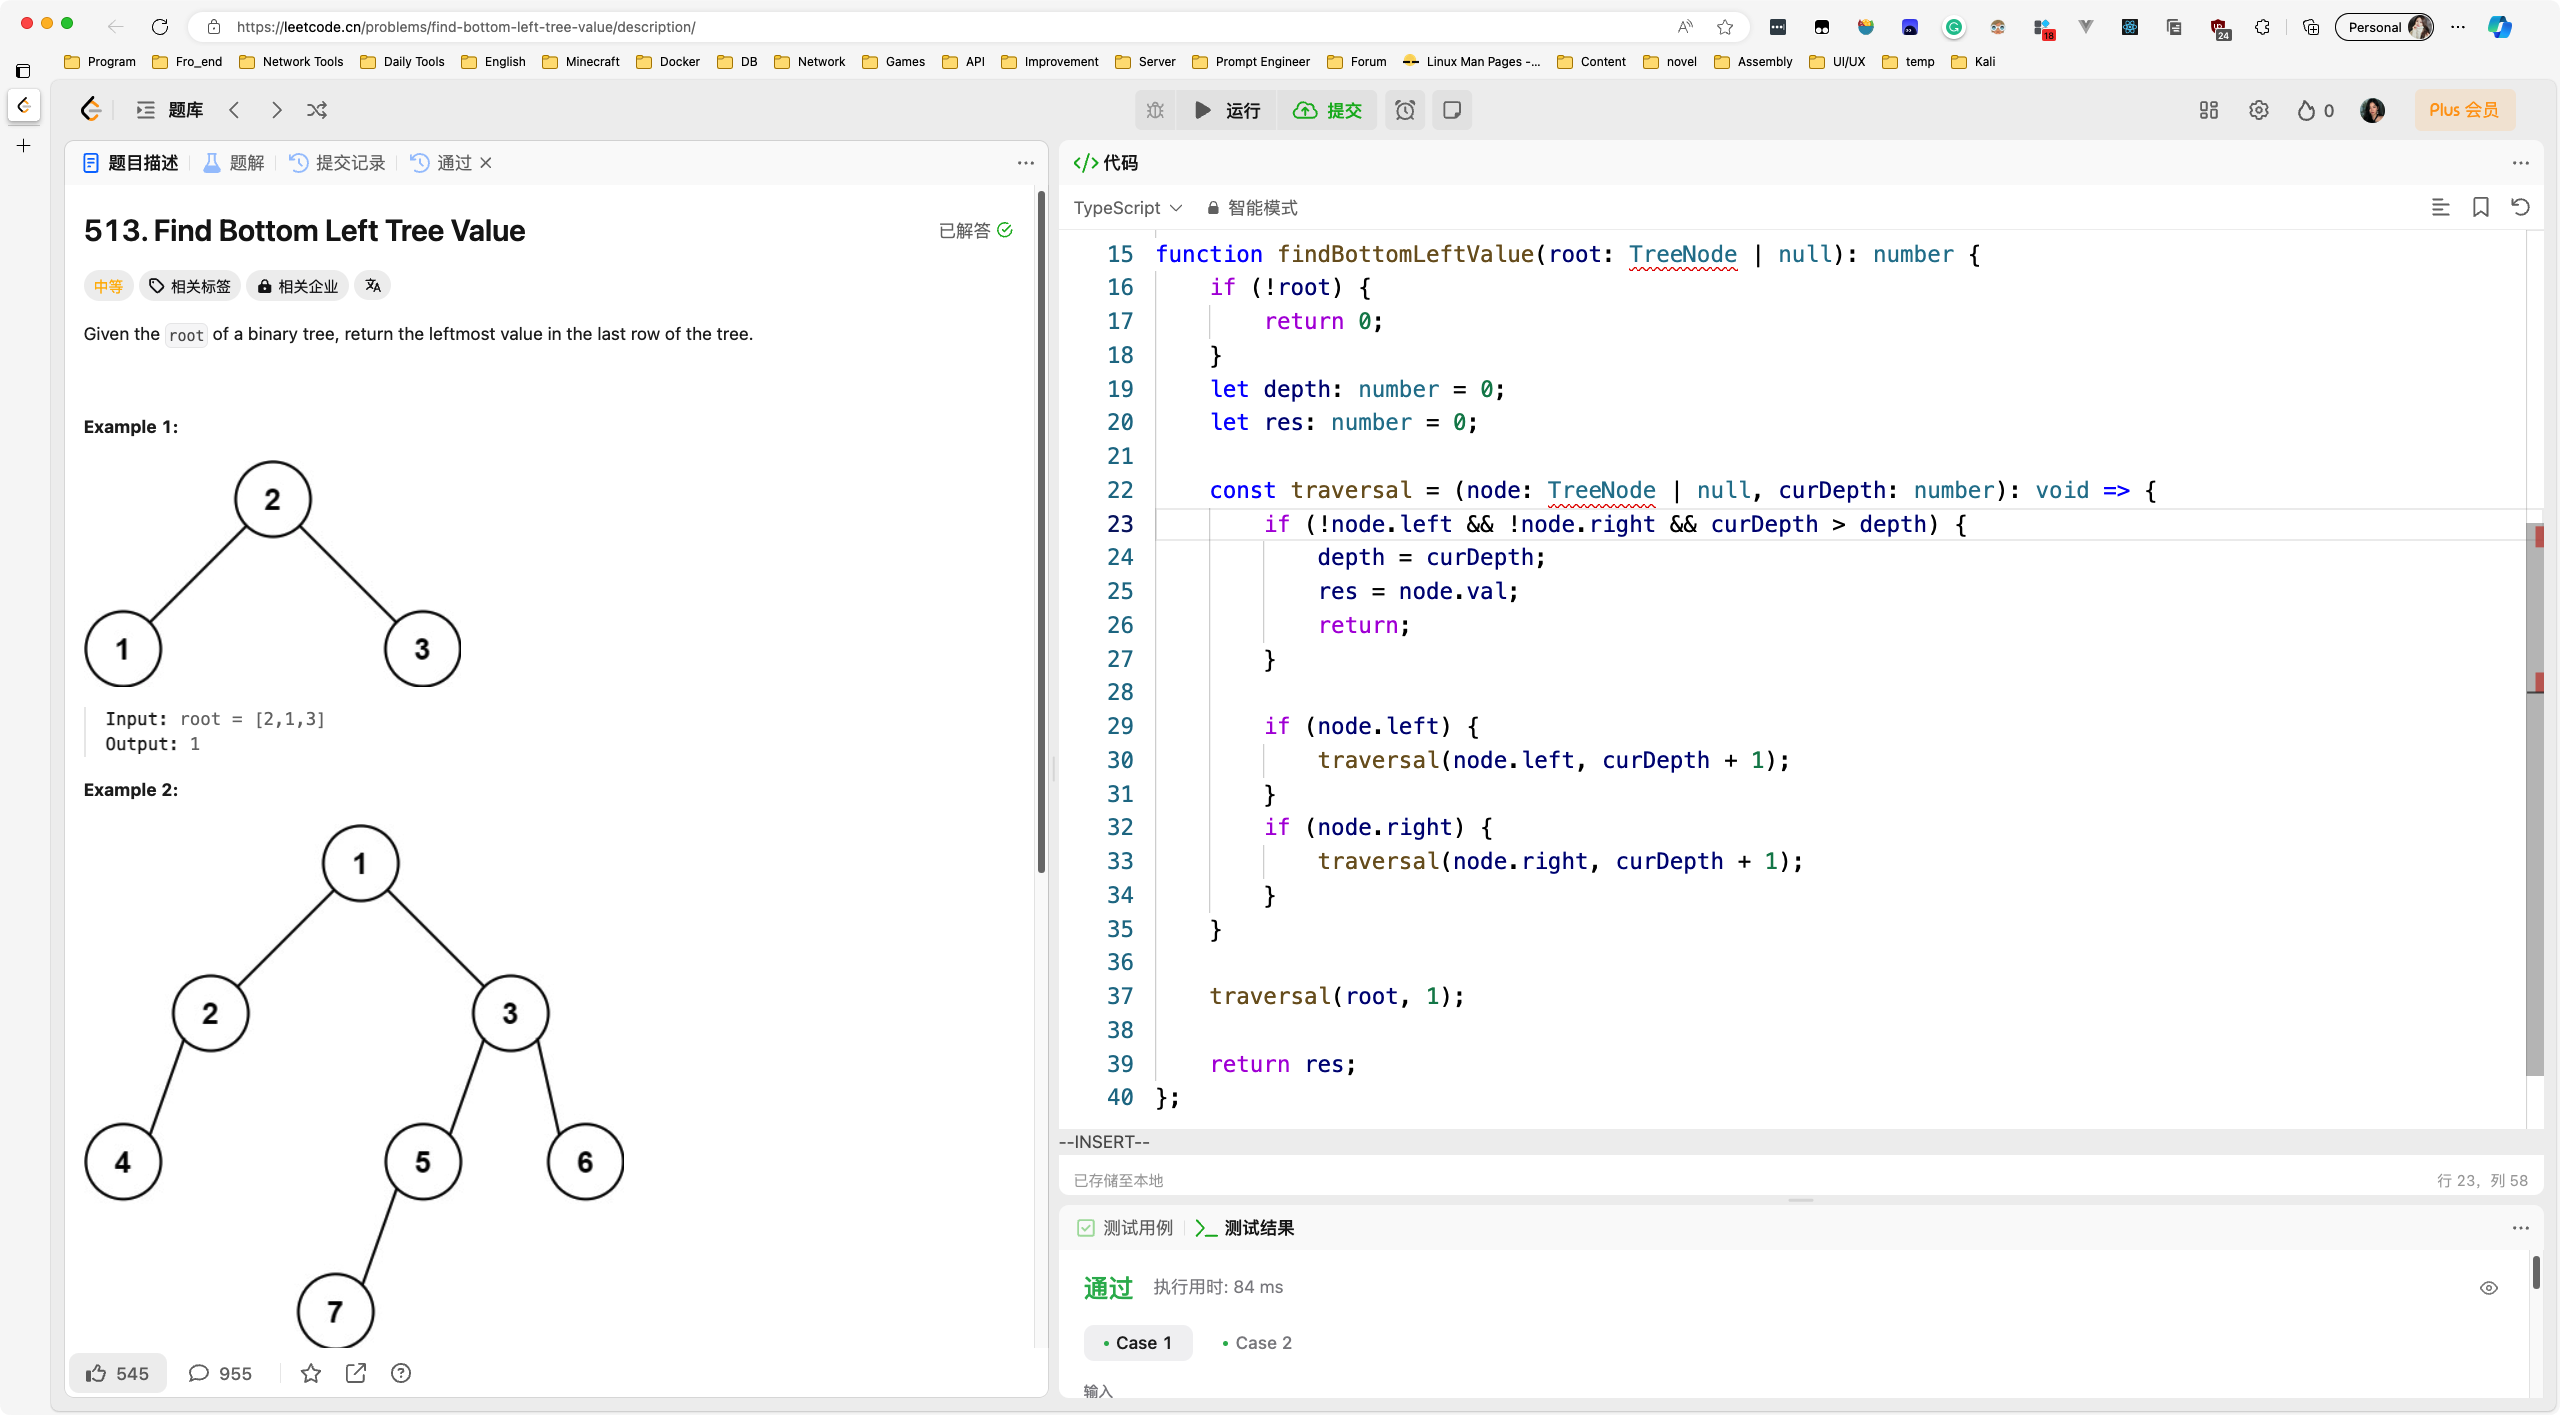 https://leetcode.cn/problems/find-bottom-left-tree-value/description/
18
24
Personal
Program Fro_end Network Tools Daily Tools English Minecraft Docker DB Network Games API Improvement Server Prompt Engineer Forum Linux Man Pages -... Content novel Assembly UI/UX temp Kali
题库
运行 提交
0
Plus 会员
题目描述 题解 提交记录 通过
513. Find Bottom Left Tree Value
已解答
中等 相关标签 相关企业
Given the root of a binary tree, return the leftmost value in the last row of the tree.
Example 1:
2
1 3
Input: root = [2,1,3]
Output: 1
Example 2:
1
2 3
4 5 6
7
545 955
</>代码
TypeScript 智能模式
15 function findBottomLeftValue(root: TreeNode | null): number {
16 if (!root) {
17 return 0;
18 }
19 let depth: number = 0;
20 let res: number = 0;
21
22 const traversal = (node: TreeNode | null, curDepth: number): void => {
23 if (!node.left && !node.right && curDepth > depth) {
24 depth = curDepth;
25 res = node.val;
26 return;
27 }
28
29 if (node.left) {
30 traversal(node.left, curDepth + 1);
31 }
32 if (node.right) {
33 traversal(node.right, curDepth + 1);
34 }
35 }
36
37 traversal(root, 1);
38
39 return res;
40 };
--INSERT--
已存储至本地
行 23, 列 58
测试用例 测试结果
通过 执行用时: 84 ms
Case 1 Case 2
输入